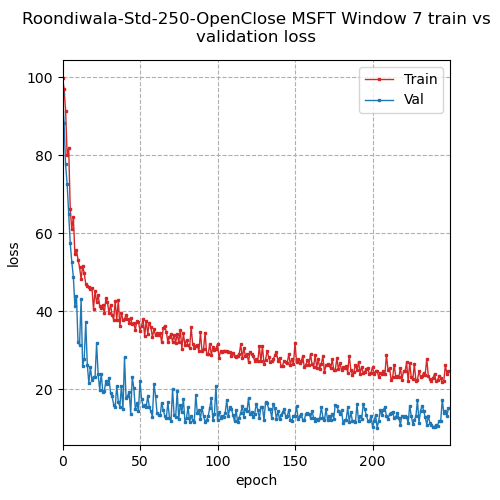 Roondiwala-Std-250-OpenClose MSFT Window 7 train vs
validation loss
100
80
60
40
20
loss
Train
Val
0
50
100
150
200
epoch